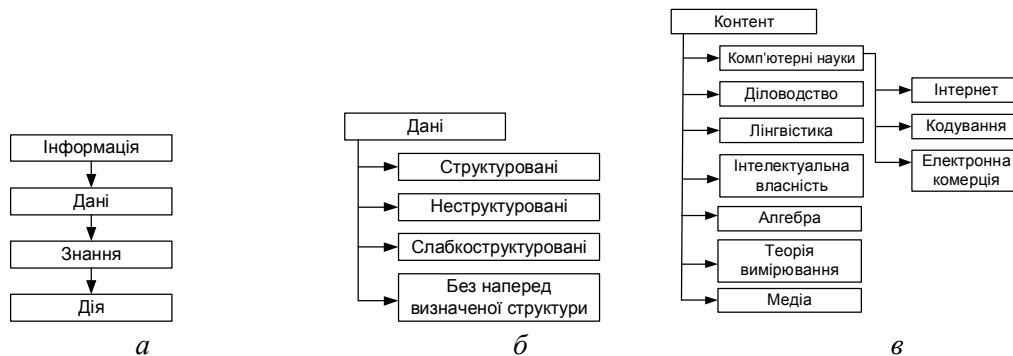 Інформація
Дані
Знання
Дія
а
Дані
Структуровані
Неструктуровані
Слабкоструктуровані
Без наперед
визначеної структури
б
Контент
Комп'ютерні науки
Діловодство
Лінгвістика
Інтелектуальна
власність
Алгебра
Теорія
вимірювання
Медіа
Інтернет
Кодування
Електронна
комерція
в